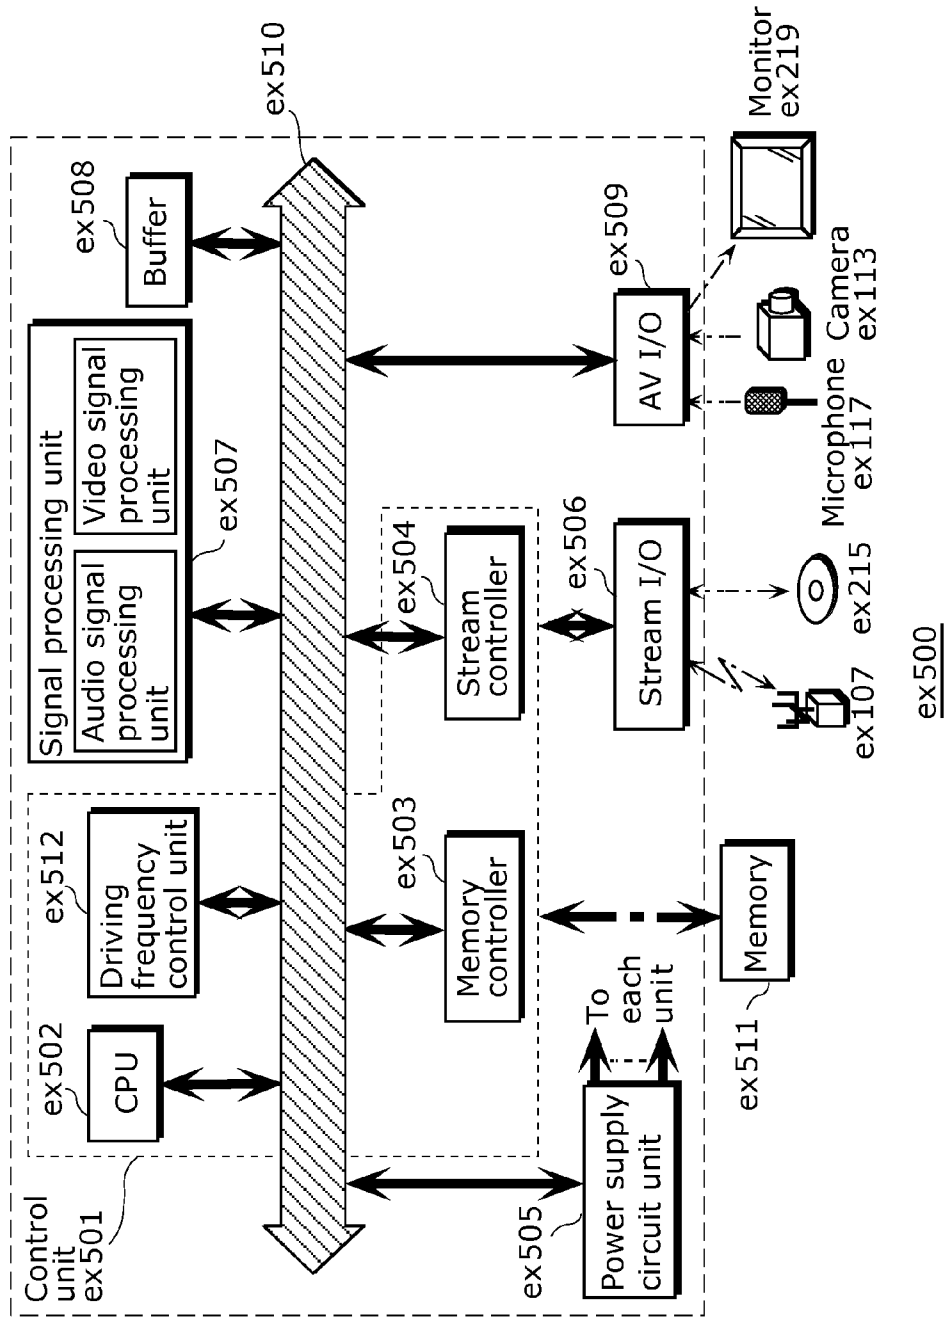 Control
unit
ex501
ex502
CPU
ex512
Driving
frequency
control unit
Signal processing unit
Audio signal
processing
unit
Video signal
processing
unit
ex507
ex508
Buffer
ex510
ex505
Power supply
circuit unit
To
each
unit
ex503
Memory
controller
ex504
Stream
controller
ex506
Stream I/O
ex509
AV I/O
ex511
Memory
ex107
ex215
Microphone
ex117
Camera
ex113
Monitor
ex219
ex500